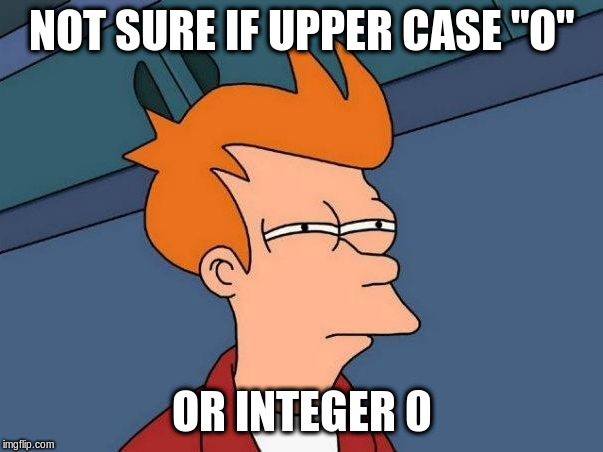 NOT SURE IF UPPER CASE "O"
OR INTEGER 0
imgflip.com